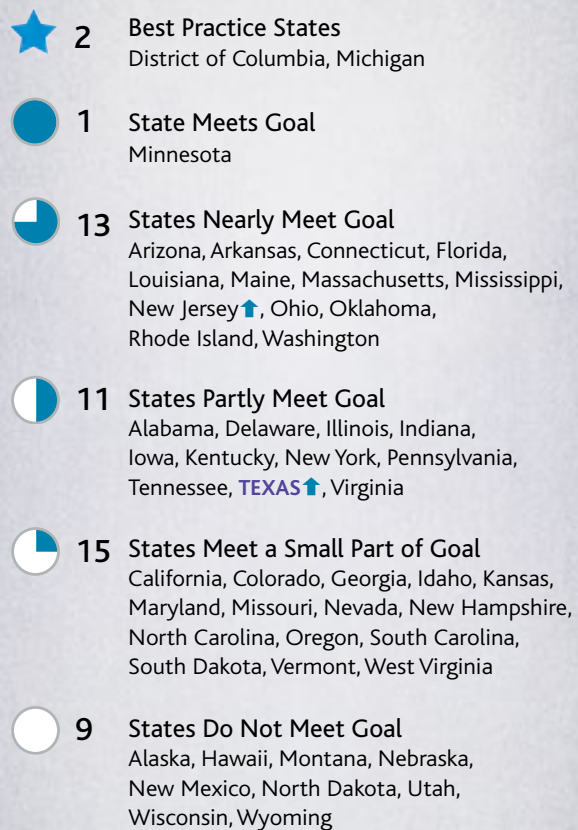 2 Best Practice States
District of Columbia, Michigan
1 State Meets Goal
Minnesota
13 States Nearly Meet Goal
Arizona, Arkansas, Connecticut, Florida,
Louisiana, Maine, Massachusetts, Mississippi,
New Jersey⬆, Ohio, Oklahoma,
Rhode Island, Washington
11 States Partly Meet Goal
Alabama, Delaware, Illinois, Indiana,
Iowa, Kentucky, New York, Pennsylvania,
Tennessee, TEXAS⬆, Virginia
15 States Meet a Small Part of Goal
California, Colorado, Georgia, Idaho, Kansas,
Maryland, Missouri, Nevada, New Hampshire,
North Carolina, Oregon, South Carolina,
South Dakota, Vermont, West Virginia
9 States Do Not Meet Goal
Alaska, Hawaii, Montana, Nebraska,
New Mexico, North Dakota, Utah,
Wisconsin, Wyoming